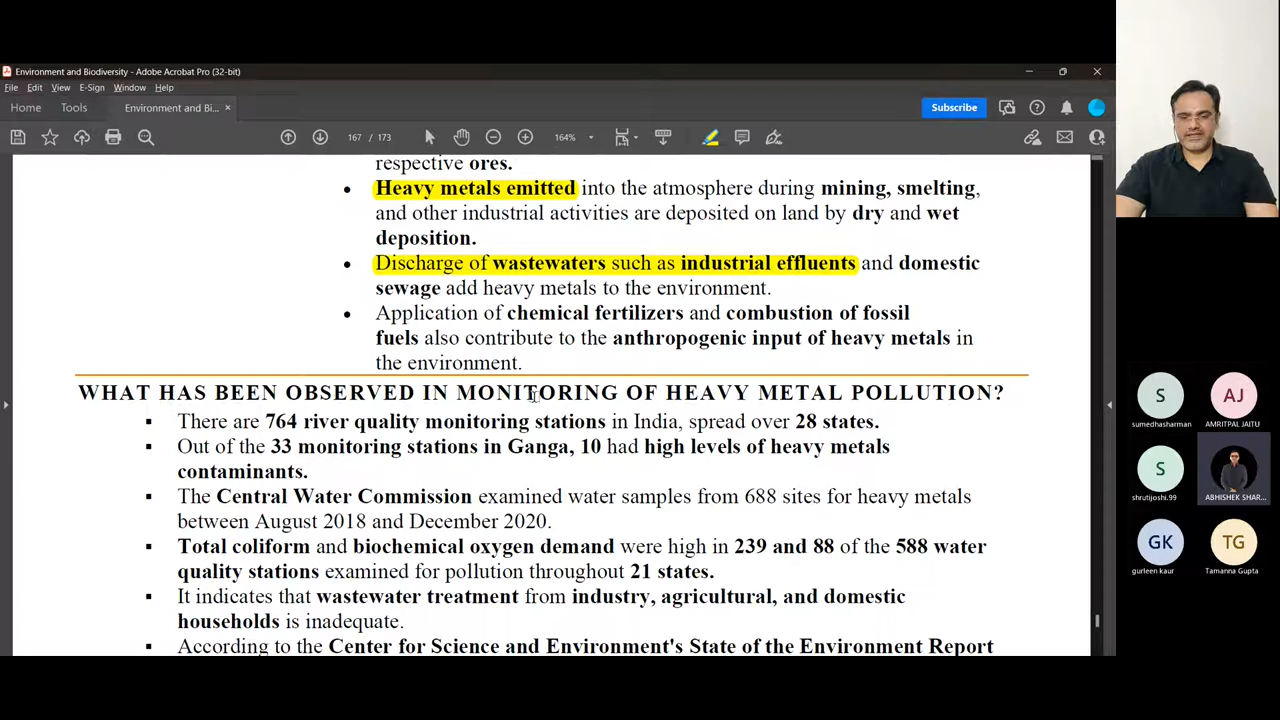 Environment and Biodiversity - Adobe Acrobat Pro (32-bit)
File Edit View E-Sign Window Help
Home Tools Environment and Bi... × Subscribe
167 / 173 164%
respective ores.
• Heavy metals emitted into the atmosphere during mining, smelting,
and other industrial activities are deposited on land by dry and wet
deposition.
• Discharge of wastewaters such as industrial effluents and domestic
sewage add heavy metals to the environment.
• Application of chemical fertilizers and combustion of fossil
fuels also contribute to the anthropogenic input of heavy metals in
the environment.
WHAT HAS BEEN OBSERVED IN MONITORING OF HEAVY METAL POLLUTION?
▪ There are 764 river quality monitoring stations in India, spread over 28 states.
▪ Out of the 33 monitoring stations in Ganga, 10 had high levels of heavy metals
contaminants.
▪ The Central Water Commission examined water samples from 688 sites for heavy metals
between August 2018 and December 2020.
▪ Total coliform and biochemical oxygen demand were high in 239 and 88 of the 588 water
quality stations examined for pollution throughout 21 states.
▪ It indicates that wastewater treatment from industry, agricultural, and domestic
households is inadequate.
▪ According to the Center for Science and Environment's State of the Environment Report
S AJ
sumedhasharman AMRITPAL JAITU
S
shrutijoshi.99 ABHISHEK SHAR...
GK TG
gurleen kaur Tamanna Gupta